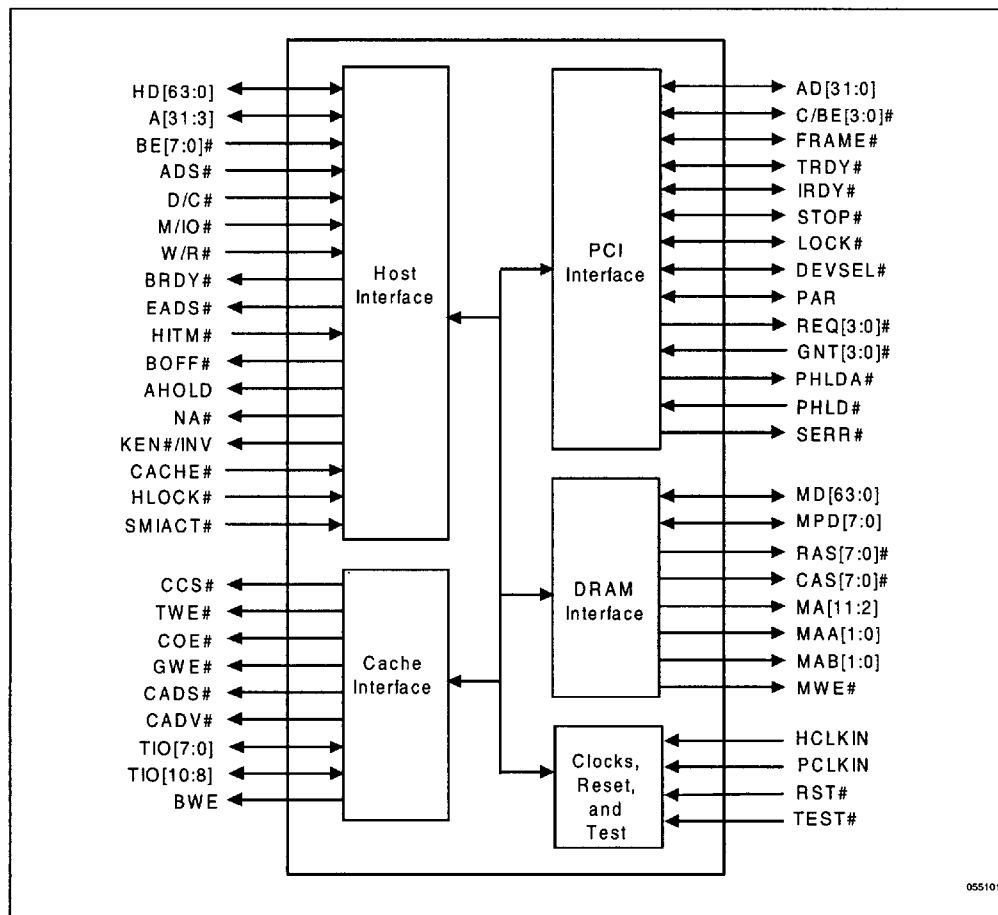 HD[63:0]
A[31:3]
BE[7:0]#
ADS#
D/C#
M/IO#
W/R#
BRDY#
EADS#
HITM#
BOFF#
AHOLD
NA#
KEN#/INV
CACHE#
HLOCK#
SMIACT#
Host
Interface
CCS#
TWE#
COE#
GWE#
CADS#
CADV#
TIO[7:0]
TIO[10:8]
BWE
Cache
Interface
PCI
Interface
AD[31:0]
C/BE[3:0]#
FRAME#
TRDY#
IRDY#
STOP#
LOCK#
DEVSEL#
PAR
REQ[3:0]#
GNT[3:0]#
PHLDA#
PHLD#
SERR#
DRAM
Interface
MD[63:0]
MPD[7:0]
RAS[7:0]#
CAS[7:0]#
MA[11:2]
MAA[1:0]
MAB[1:0]
MWE#
Clocks,
Reset,
and
Test
HCLKIN
PCLKIN
RST#
TEST#
055101